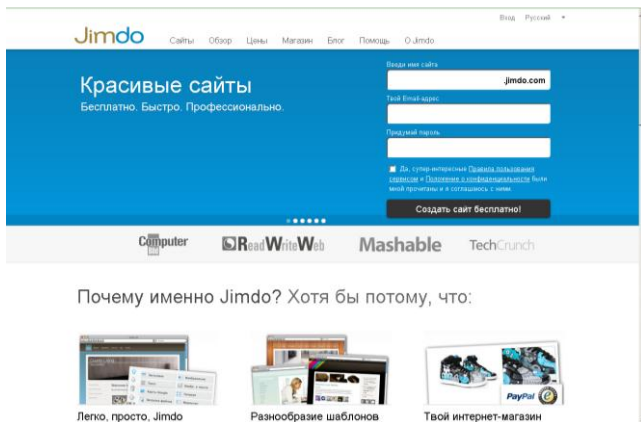 Вход Русский
Jimdo Сайты Обзор Цены Магазин Блог Помощь О Jimdo
Красивые сайты
Бесплатно. Быстро. Профессионально.
Введи имя сайта
.jimdo.com
Твой Email адрес
Придумай пароль
Да, супер-интересные Правила пользования
сервисом и Положение о конфиденциальности были
мной прочитаны и я соглашаюсь с ними.
Создать сайт бесплатно!
Computer ReadWriteWeb Mashable TechCrunch
Почему именно Jimdo? Хотя бы потому, что:
PayPal
Легко, просто, Jimdo
Разнообразие шаблонов
Твой интернет-магазин